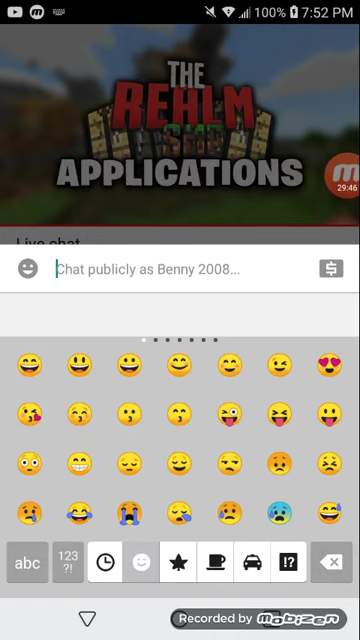 100% 7:52 PM
THE
REHLM
SMP
APPLICATIONS
29:46
Live chat
Chat publicly as Benny 2008...
abc
123
?!
!?
Recorded by mobizen